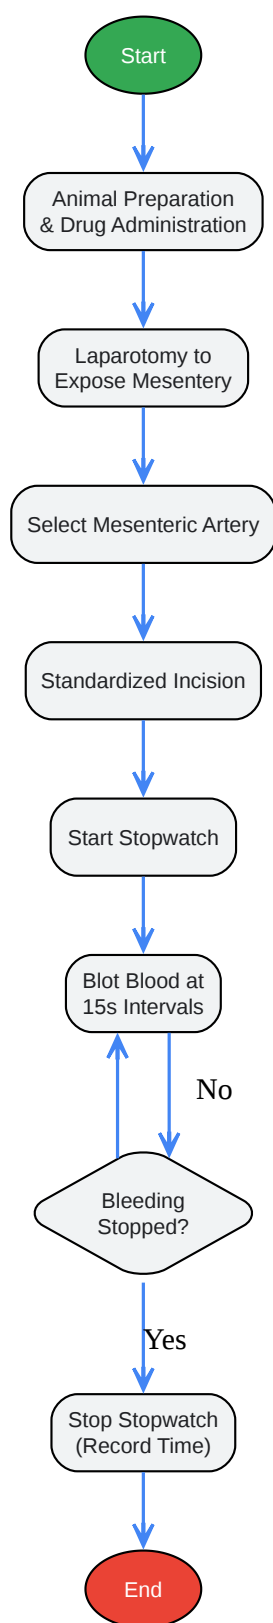 Start
Animal Preparation
& Drug Administration
Laparotomy to
Expose Mesentery
Select Mesenteric Artery
Standardized Incision
Start Stopwatch
Blot Blood at
15s Intervals
No
Bleeding
Stopped?
Yes
Stop Stopwatch
(Record Time)
End